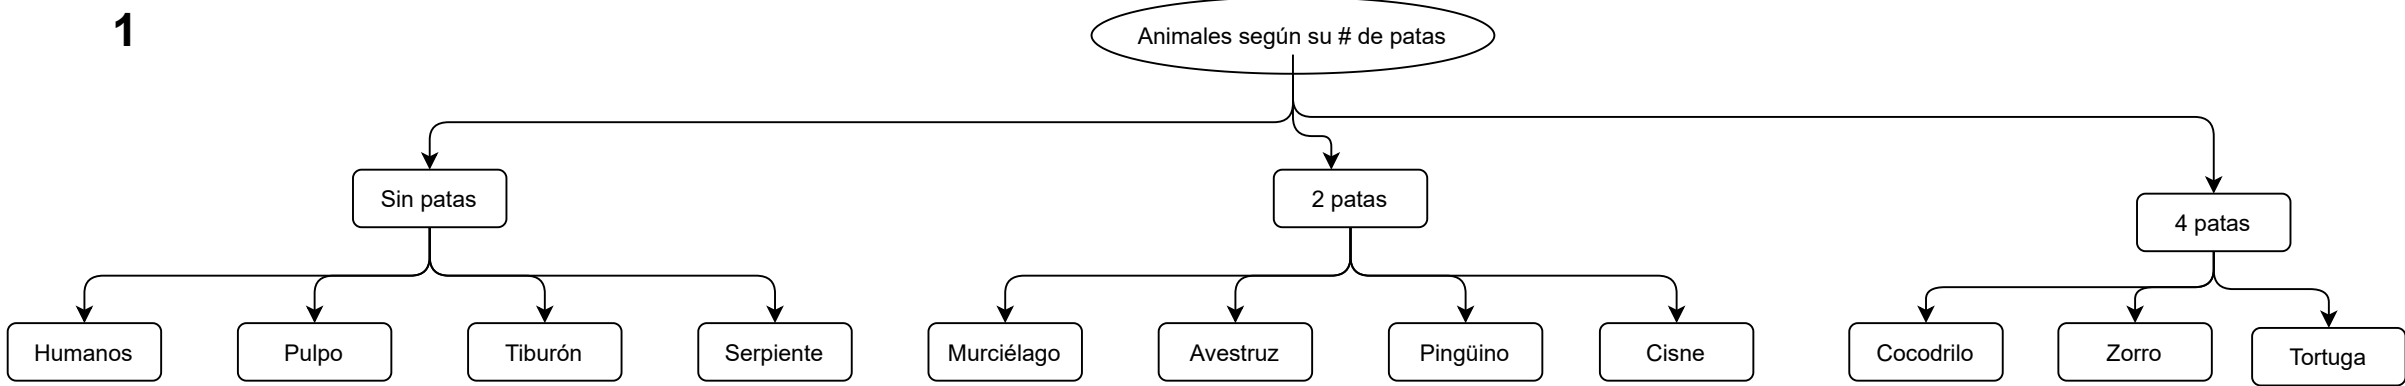 1
Animales según su # de patas
Sin patas
2 patas
4 patas
Humanos
Pulpo
Tiburón
Serpiente
Murciélago
Avestruz
Pingüino
Cisne
Cocodrilo
Zorro
Tortuga